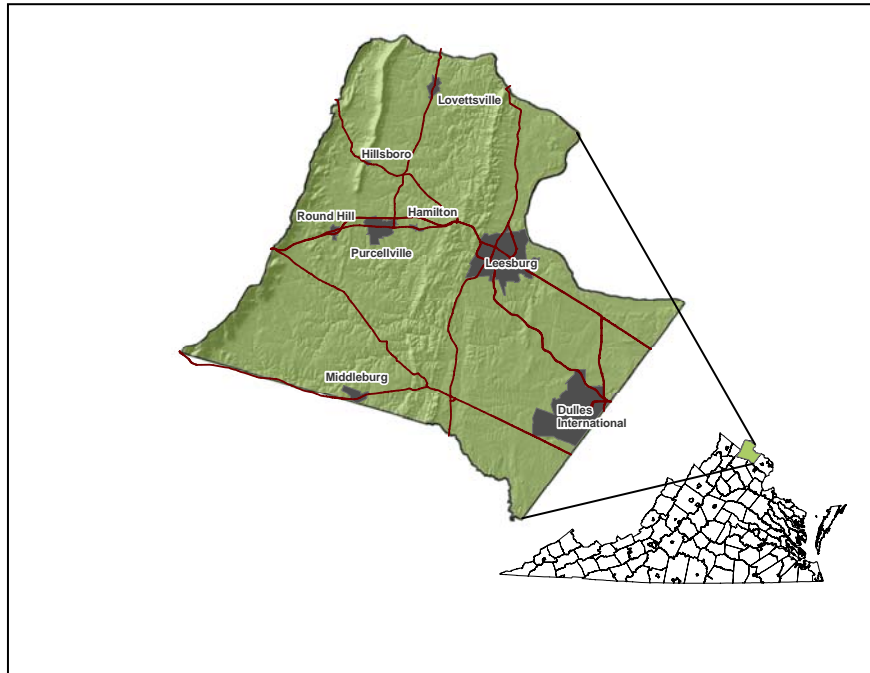 Lovettsville
Hillsboro
Round Hill
Hamilton
Purcellville
Leesburg
Middleburg
Dulles
International